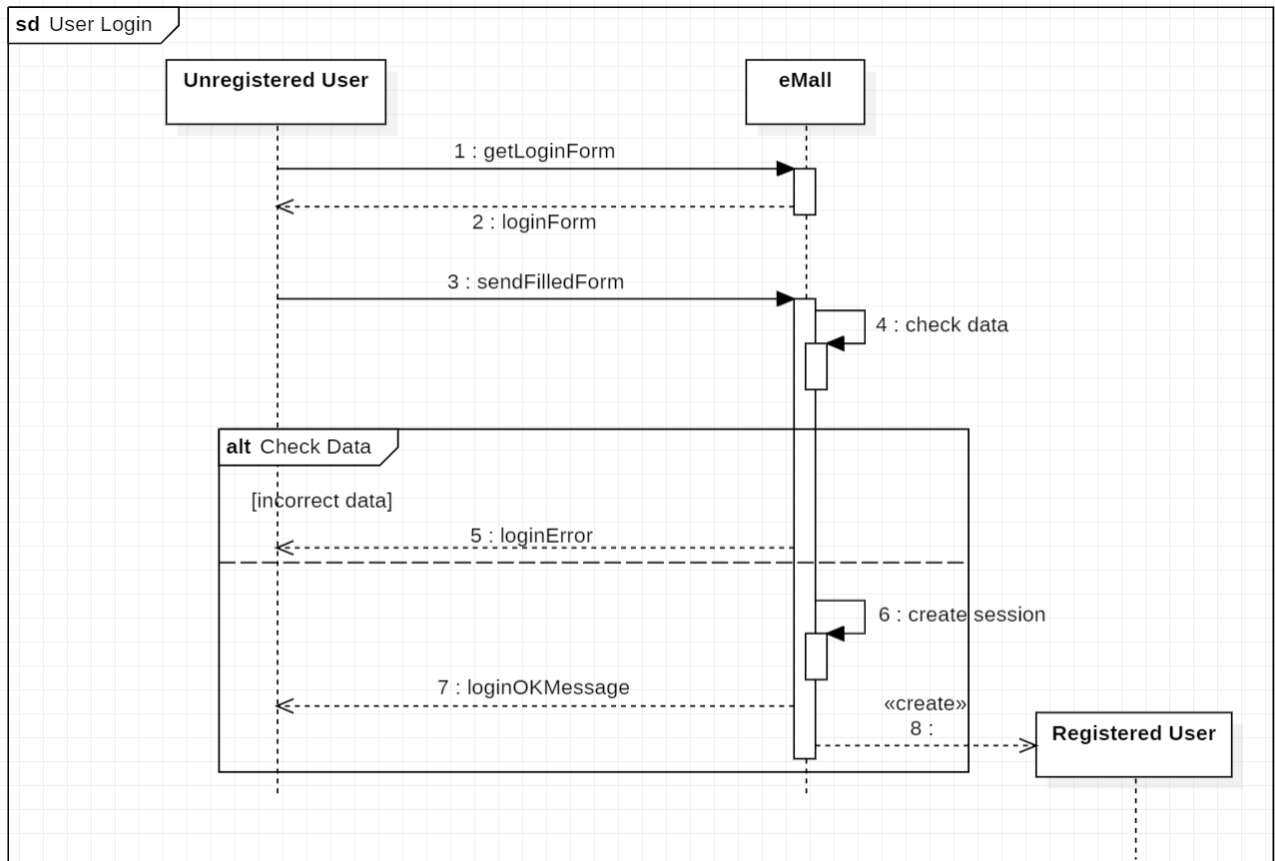 sd User Login
Unregistered User
eMall
1 : getLoginForm
2 : loginForm
3 : sendFilledForm
4 : check data
alt Check Data
[incorrect data]
5 : loginError
6 : create session
7 : loginOKMessage
«create»
8 :
Registered User